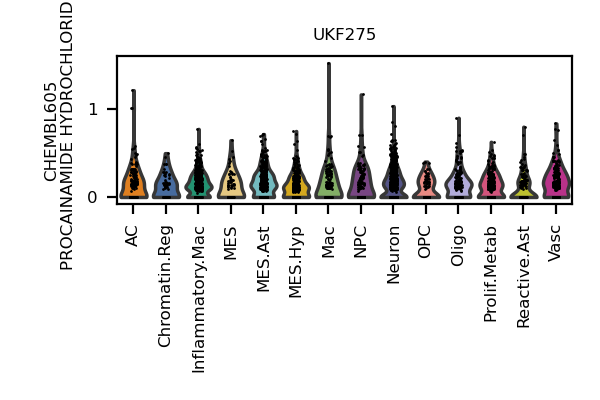 UKF275
CHEMBL605
PROCAINAMIDE HYDROCHLORID
1
0
AC
Chromatin.Reg
Inflammatory.Mac
MES
MES.Ast
MES.Hyp
Mac
NPC
Neuron
OPC
Oligo
Prolif.Metab
Reactive.Ast
Vasc